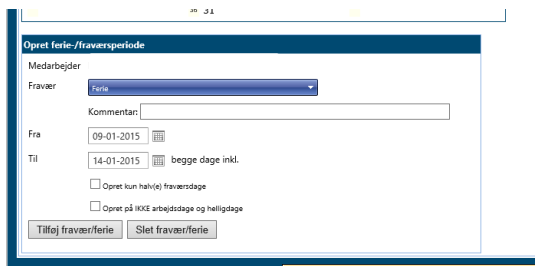 36 31
Opret ferie-/fraværsperiode
Medarbejder
Fravær Ferie
Kommentar:
Fra 09-01-2015
Til 14-01-2015 begge dage inkl.
Opret kun halv(e) fraværsdage
Opret på IKKE arbejdsdage og helligdage
Tilføj fravær/ferie Slet fravær/ferie